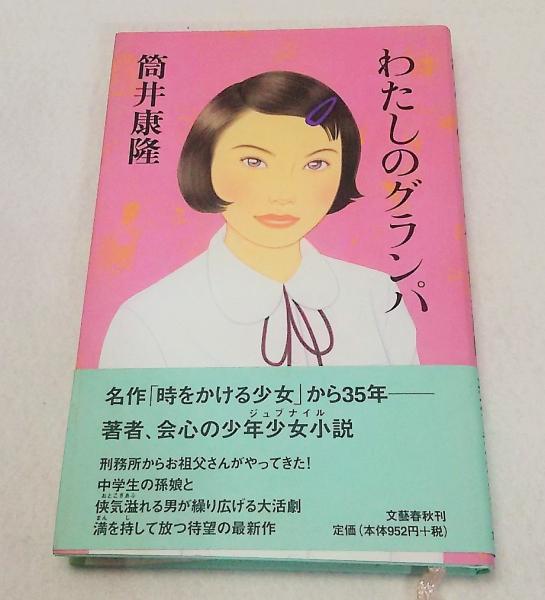 わたしのグランパ
筒井康隆
名作「時をかける少女」から35年――
著者、会心の少年少女小説
ジュブナイル
刑務所からお祖父さんがやってきた!
中学生の孫娘と
おとこぎあふ
侠気溢れる男が繰り広げる大活劇
まん じ
満を持して放つ待望の最新作
文藝春秋刊
定価(本体952円+税)